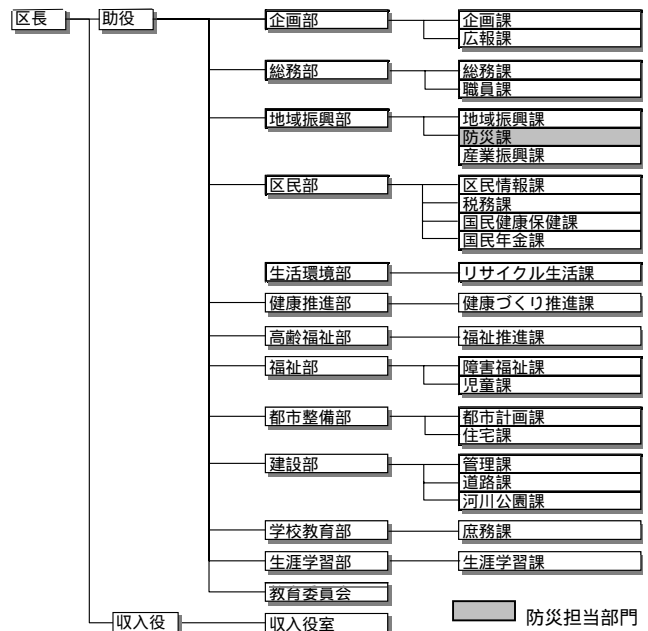 区長 助役 企画部 企画課
広報課
総務部 総務課
職員課
地域振興部 地域振興課
防災課
産業振興課
区民部 区民情報課
税務課
国民健康保健課
国民年金課
生活環境部 リサイクル生活課
健康推進部 健康づくり推進課
高齢福祉部 福祉推進課
福祉部 障害福祉課
児童課
都市整備部 都市計画課
住宅課
建設部 管理課
道路課
河川公園課
学校教育部 庶務課
生涯学習部 生涯学習課
教育委員会
収入役 収入役室
防災担当部門